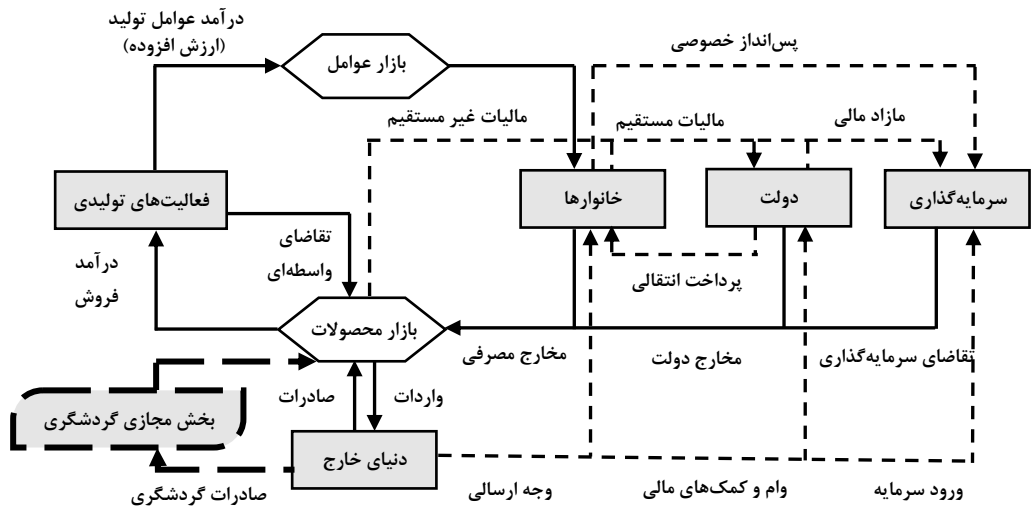 درآمد عوامل تولید
(ارزش افزوده)
بازار عوامل
پس‌انداز خصوصی
مالیات غیر مستقیم
مالیات مستقیم
مازاد مالی
فعالیت‌های تولیدی
خانوارها
دولت
سرمایه‌گذاری
تقاضای
واسطه‌ای
درآمد
فروش
پرداخت انتقالی
بازار محصولات
مخارج مصرفی
مخارج دولت
تقاضای سرمایه‌گذاری
صادرات
واردات
بخش مجازی گردشگری
دنیای خارج
صادرات گردشگری
وجه ارسالی
وام و کمک‌های مالی
ورود سرمایه